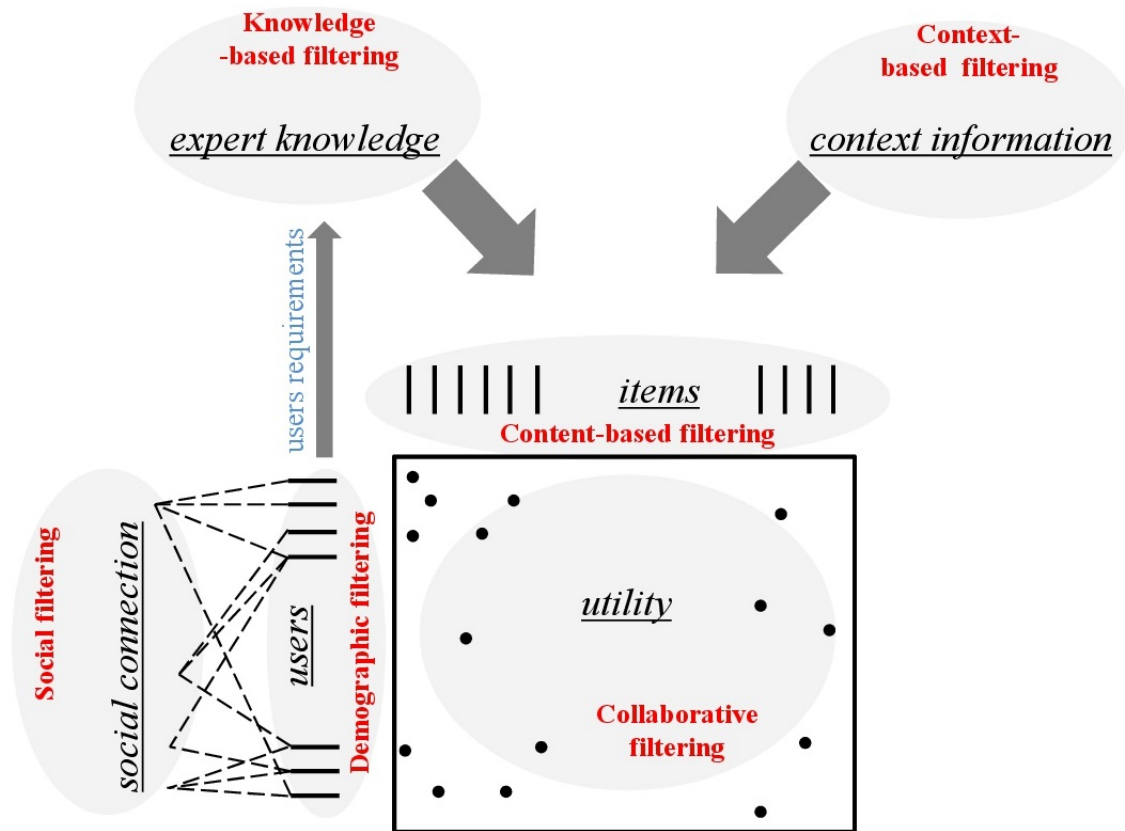 Knowledge
-based filtering
expert knowledge
Context-
based filtering
context information
users requirements
items
Content-based filtering
Social filtering
social connection
users
Demographic filtering
utility
Collaborative
filtering